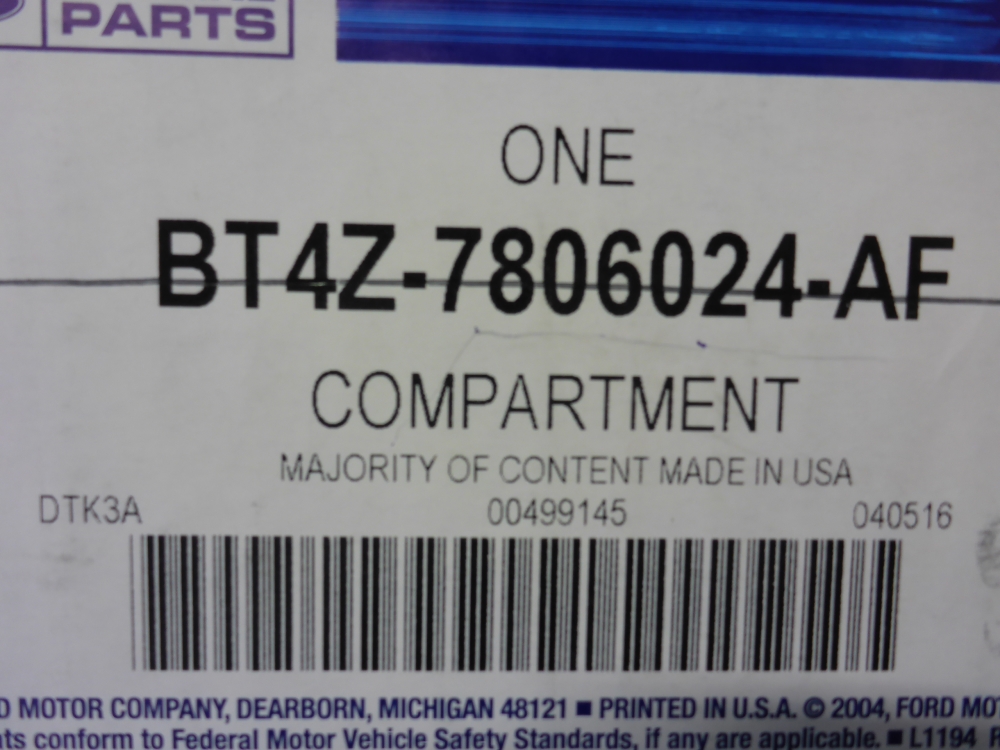 PARTS
ONE
BT4Z-7806024-AF
COMPARTMENT
MAJORITY OF CONTENT MADE IN USA
DTK3A 00499145 040516
D MOTOR COMPANY, DEARBORN, MICHIGAN 48121 ■ PRINTED IN U.S.A. © 2004, FORD MO
ts conform to Federal Motor Vehicle Safety Standards, if any are applicable. ■ L1194